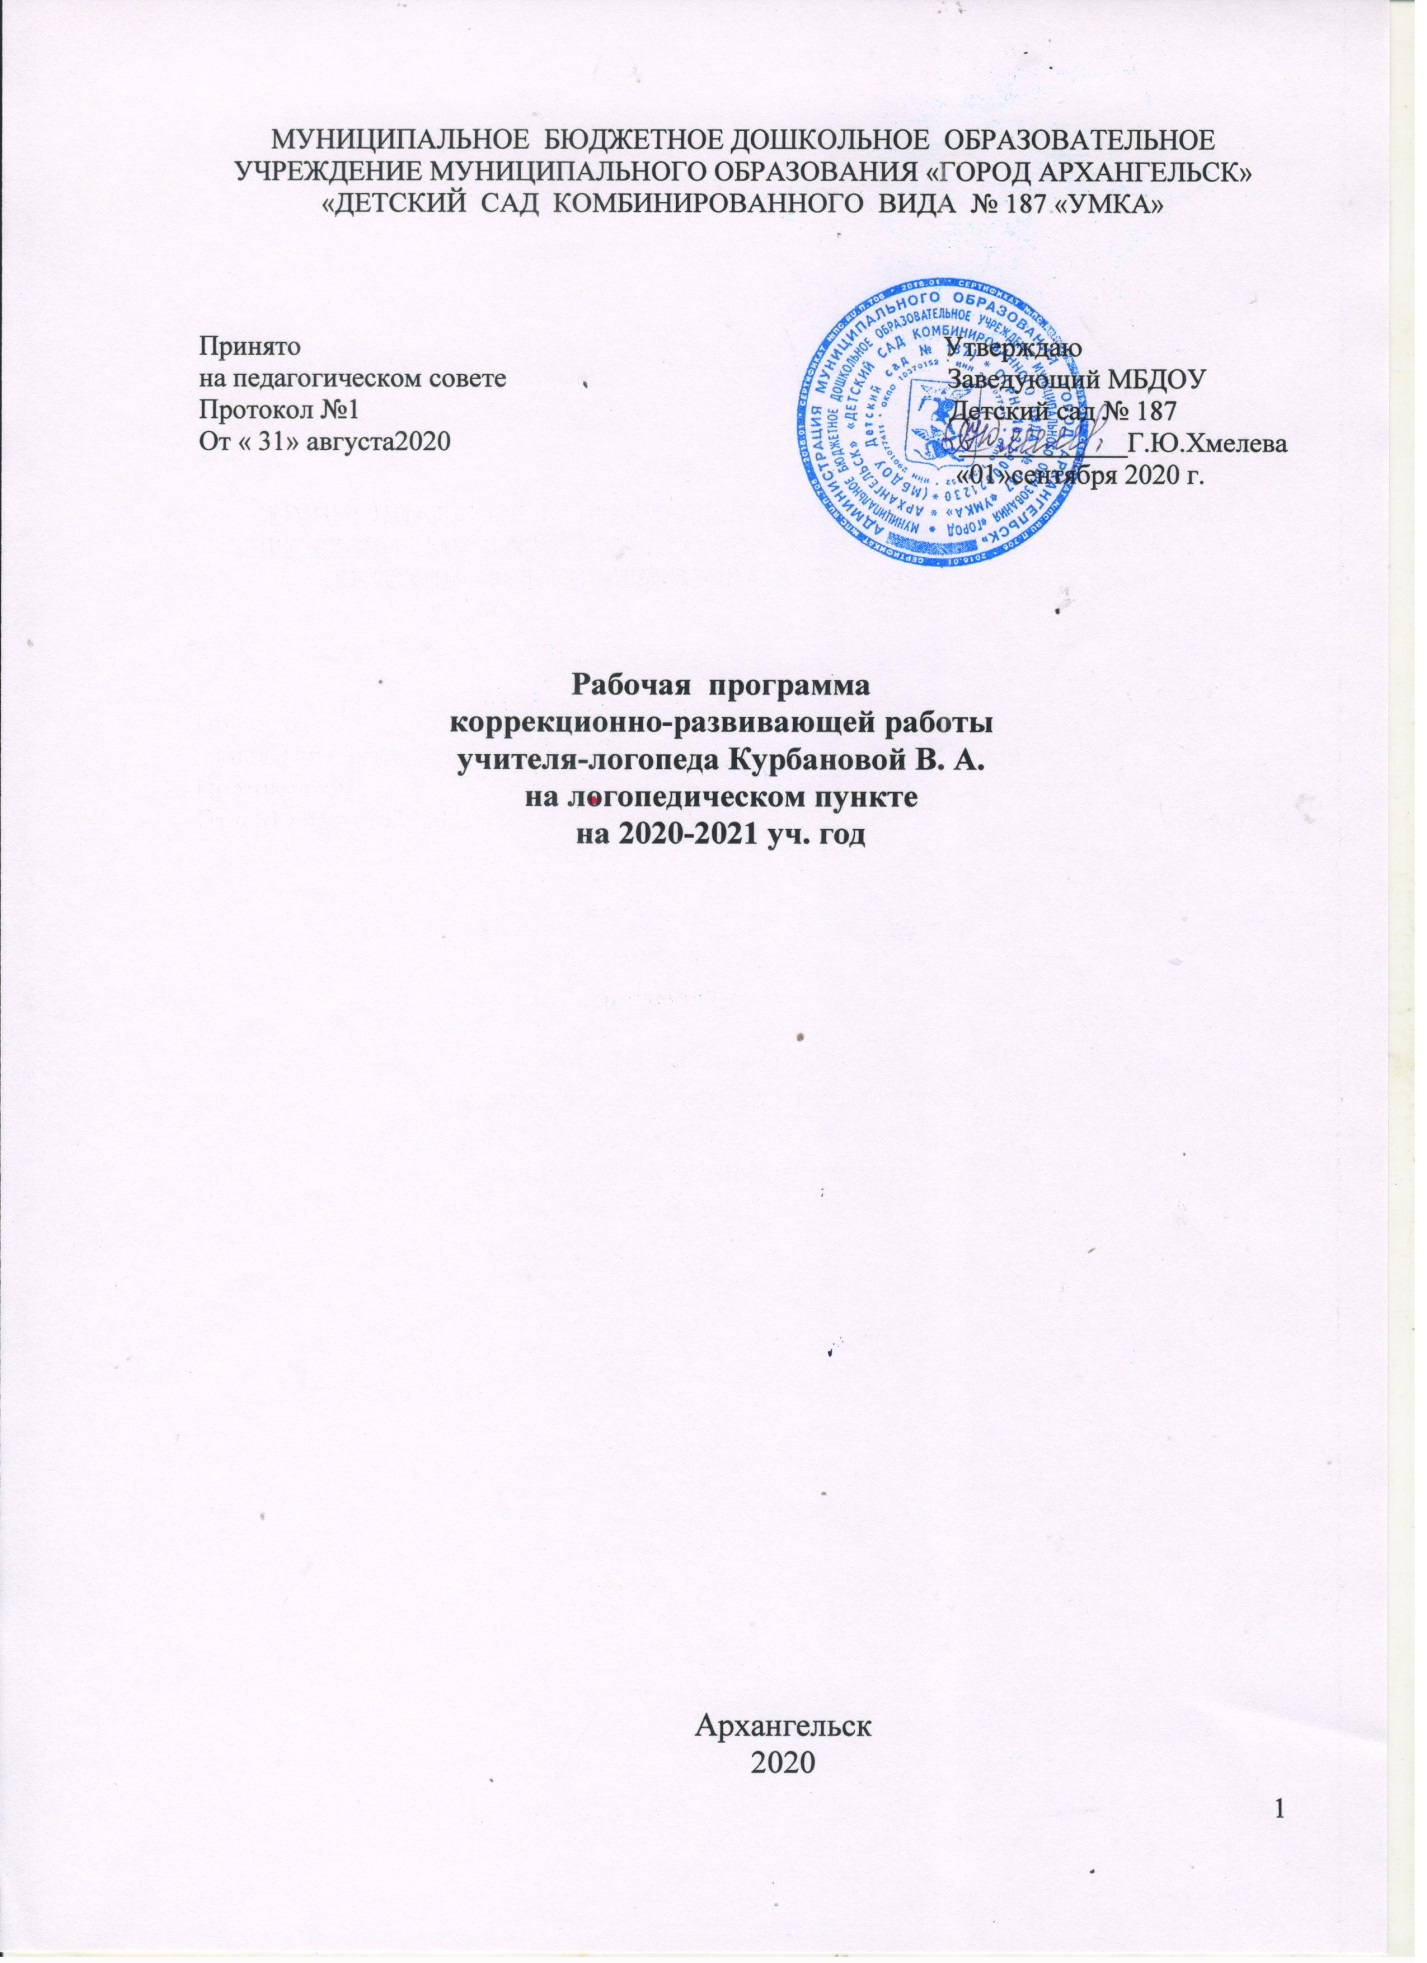 МУНИЦИПАЛЬНОЕ БЮДЖЕТНОЕ ДОШКОЛЬНОЕ ОБРАЗОВАТЕЛЬНОЕ
УЧРЕЖДЕНИЕ МУНИЦИПАЛЬНОГО ОБРАЗОВАНИЯ «ГОРОД АРХАНГЕЛЬСК»
«ДЕТСКИЙ САД КОМБИНИРОВАННОГО ВИДА № 187 «УМКА»
Принято
на педагогическом совете
Протокол №1
От « 31» августа2020
Утверждаю
Заведующий МБДОУ
Детский сад № 187
Г.Ю.Хмелева
«01»сентября 2020 г.
Рабочая программа
коррекционно-развивающей работы
учителя-логопеда Курбановой В. А.
на логопедическом пункте
на 2020-2021 уч. год
Архангельск
2020
1